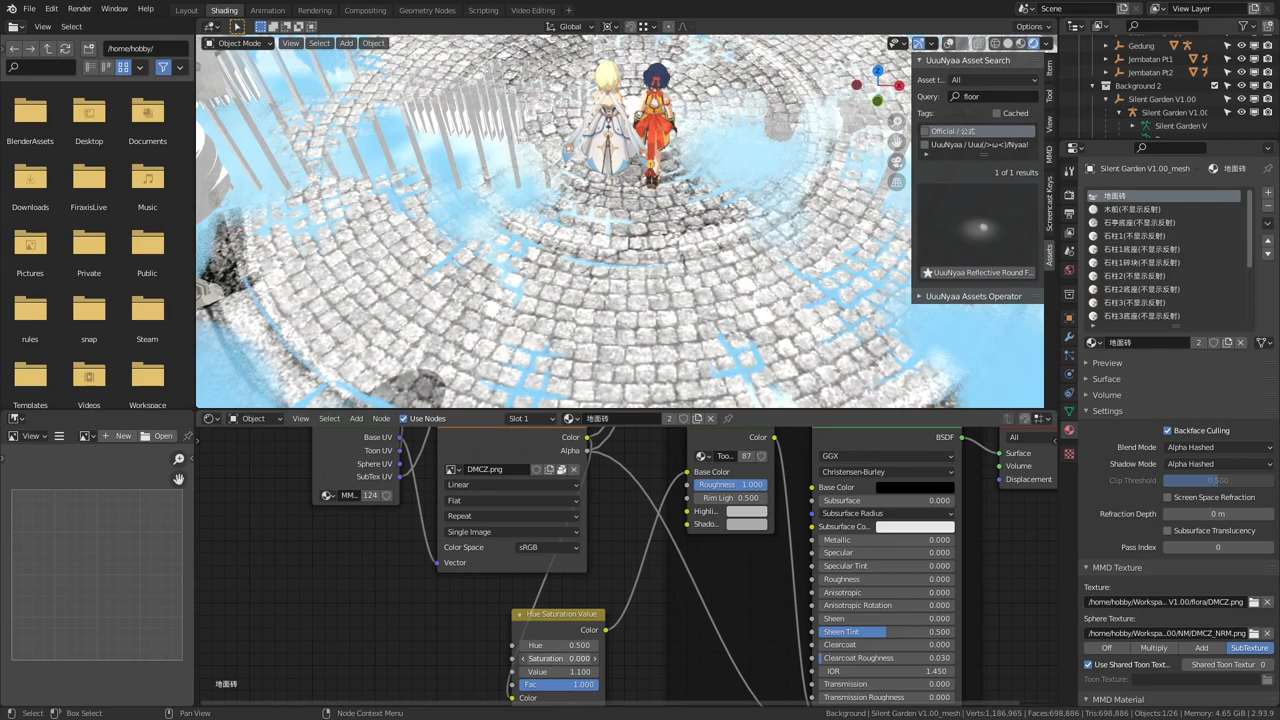 File Edit Render Window Help Layout Shading Animation Rendering Compositing Geometry Nodes Scripting Video Editing Scene View Layer
View Select Global Options
/home/hobby/
Object Mode View Select Add Object
BlenderAssets Desktop Documents
Downloads FiraxisLive Music
Pictures Private Public
rules snap Steam
Templates Videos Workspace
UuuNyaa Asset Search
Asset t... All
Query: floor
Tags: Cached
Official / 公式
UuuNyaa / Uuu(/>ω<)/Nyaa!
1 of 1 results
UuuNyaa Reflective Round F...
UuuNyaa Assets Operator
Item
Tool
View
MMD
Screencast Keys
Assets
Gedung
Jembatan Pt1
Jembatan Pt2
Background 2
Silent Garden V1.00
Silent Garden V1.0(
Silent Garden V
Silent Garden V1.00_mesh 地面砖
地面砖
木船(不显示反射)
石亭底座(不显示反射)
石柱1(不显示反射)
石柱1底座(不显示反射)
石柱1碎块(不显示反射)
石柱2(不显示反射)
石柱2底座(不显示反射)
石柱3(不显示反射)
石柱3底座(不显示反射)
地面砖 2
Preview
Surface
Volume
Settings
Backface Culling
Blend Mode Alpha Hashed
Shadow Mode Alpha Hashed
Clip Threshold 0.500
Screen Space Refraction
Refraction Depth 0 m
Subsurface Translucency
Pass Index 0
MMD Texture
Texture:
/home/hobby/Workspa... V1.00/flora/DMCZ.png
Sphere Texture:
/home/hobby/Workspa...00/NM/DMCZ_NRM.png
Off Multiply Add SubTexture
Use Shared Toon Text... Shared Toon Textur 0
Toon Texture:
MMD Material
View New Open
Object View Select Add Node Use Nodes Slot 1 地面砖 2
Base UV
Toon UV
Sphere UV
SubTex UV
MM... 124
Color
Alpha
DMCZ.png
Linear
Flat
Repeat
Single Image
Color Space sRGB
Vector
Hue Saturation Value
Color
Hue 0.500
Saturation 0.000
Value 1.100
Fac 1.000
Color
Color
Too... 87
Base Color
Roughness 1.000
Rim Ligh 0.500
Highli...
Shado...
BSDF
GGX
Christensen-Burley
Base Color
Subsurface 0.000
Subsurface Radius
Subsurface Co...
Metallic 0.000
Specular 0.000
Specular Tint 0.000
Roughness 0.000
Anisotropic 0.000
Anisotropic Rotation 0.000
Sheen 0.000
Sheen Tint 0.500
Clearcoat 0.000
Clearcoat Roughness 0.030
IOR 1.450
Transmission 0.000
Transmission Roughness 0.000
All
Surface
Volume
Displacement
地面砖
Select Box Select Pan View Node Context Menu Background | Silent Garden V1.00_mesh | Verts:1,186,965 | Faces:698,886 | Tris:698,886 | Objects:1/26 | Memory: 4.65 GiB | 2.93.9